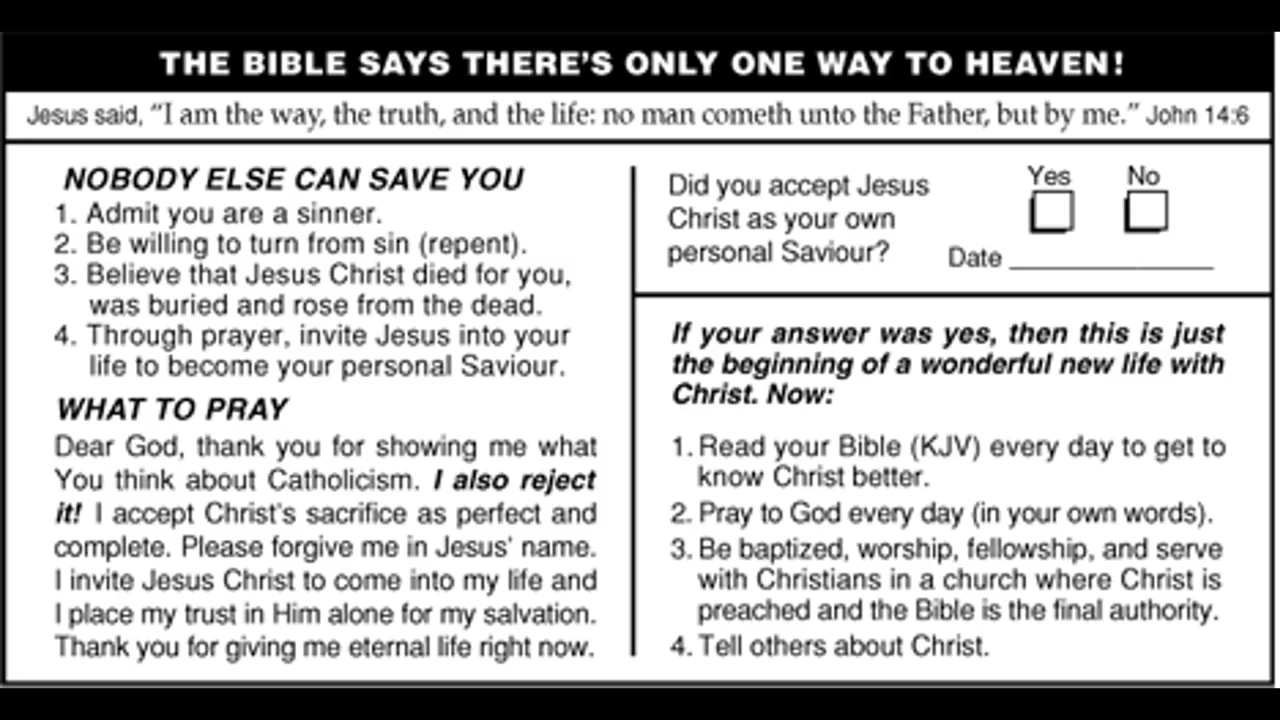 THE BIBLE SAYS THERE'S ONLY ONE WAY TO HEAVEN!
Jesus said, “I am the way, the truth, and the life: no man cometh unto the Father, but by me.” John 14:6
NOBODY ELSE CAN SAVE YOU
1. Admit you are a sinner.
2. Be willing to turn from sin (repent).
3. Believe that Jesus Christ died for you,
was buried and rose from the dead.
4. Through prayer, invite Jesus into your
life to become your personal Saviour.
WHAT TO PRAY
Dear God, thank you for showing me what
You think about Catholicism. I also reject
it! I accept Christ's sacrifice as perfect and
complete. Please forgive me in Jesus' name.
I invite Jesus Christ to come into my life and
I place my trust in Him alone for my salvation.
Thank you for giving me eternal life right now.
Did you accept Jesus
Christ as your own
personal Saviour?
Yes No
Date
If your answer was yes, then this is just
the beginning of a wonderful new life with
Christ. Now:
1. Read your Bible (KJV) every day to get to
know Christ better.
2. Pray to God every day (in your own words).
3. Be baptized, worship, fellowship, and serve
with Christians in a church where Christ is
preached and the Bible is the final authority.
4. Tell others about Christ.